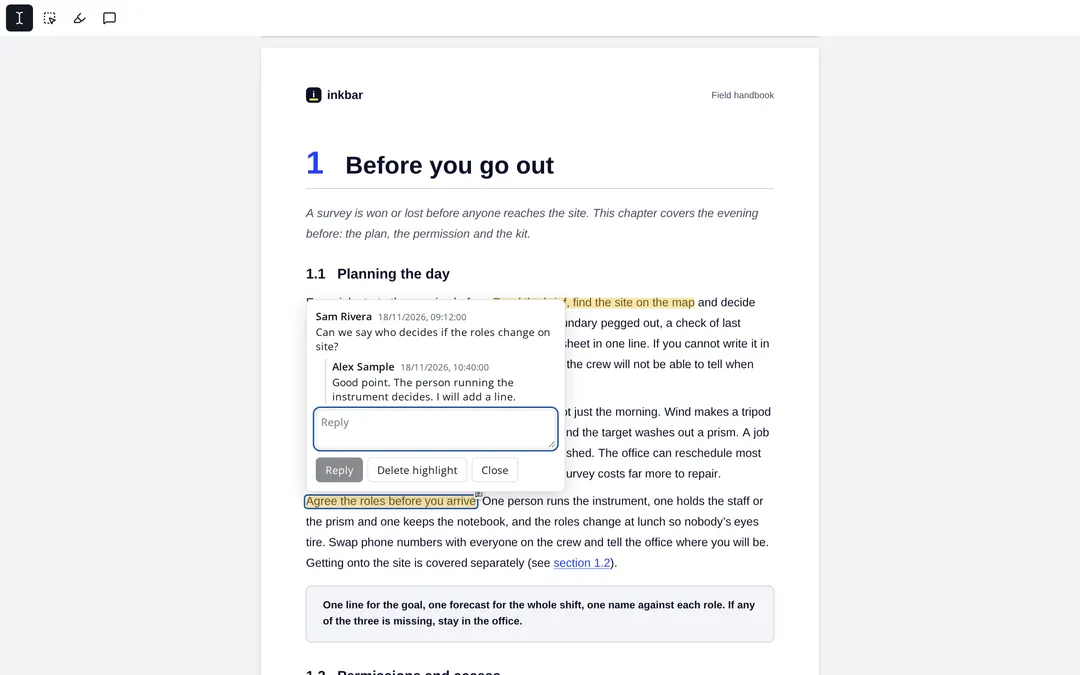 inkbar
Field handbook
1 Before you go out
A survey is won or lost before anyone reaches the site. This chapter covers the evening
before: the plan, the permission and the kit.
1.1 Planning the day
, find the site on the map and decide
pegged out, a check of last
sheet in one line. If you cannot write it in
the crew will not be able to tell when
just the morning. Wind makes a tripod
the target washes out a prism. A job
The office can reschedule most
survey costs far more to repair.
Sam Rivera 18/11/2026, 09:12:00
Can we say who decides if the roles change on
site?
Alex Sample 18/11/2026, 10:40:00
Good point. The person running the
instrument decides. I will add a line.
Reply
Reply
Delete highlight
Close
Agree the roles before you arrive. One person runs the instrument, one holds the staff or
the prism and one keeps the notebook, and the roles change at lunch so nobody’s eyes
tire. Swap phone numbers with everyone on the crew and tell the office where you will be.
Getting onto the site is covered separately (see section 1.2).
One line for the goal, one forecast for the whole shift, one name against each role. If any
of the three is missing, stay in the office.
Permissions and access